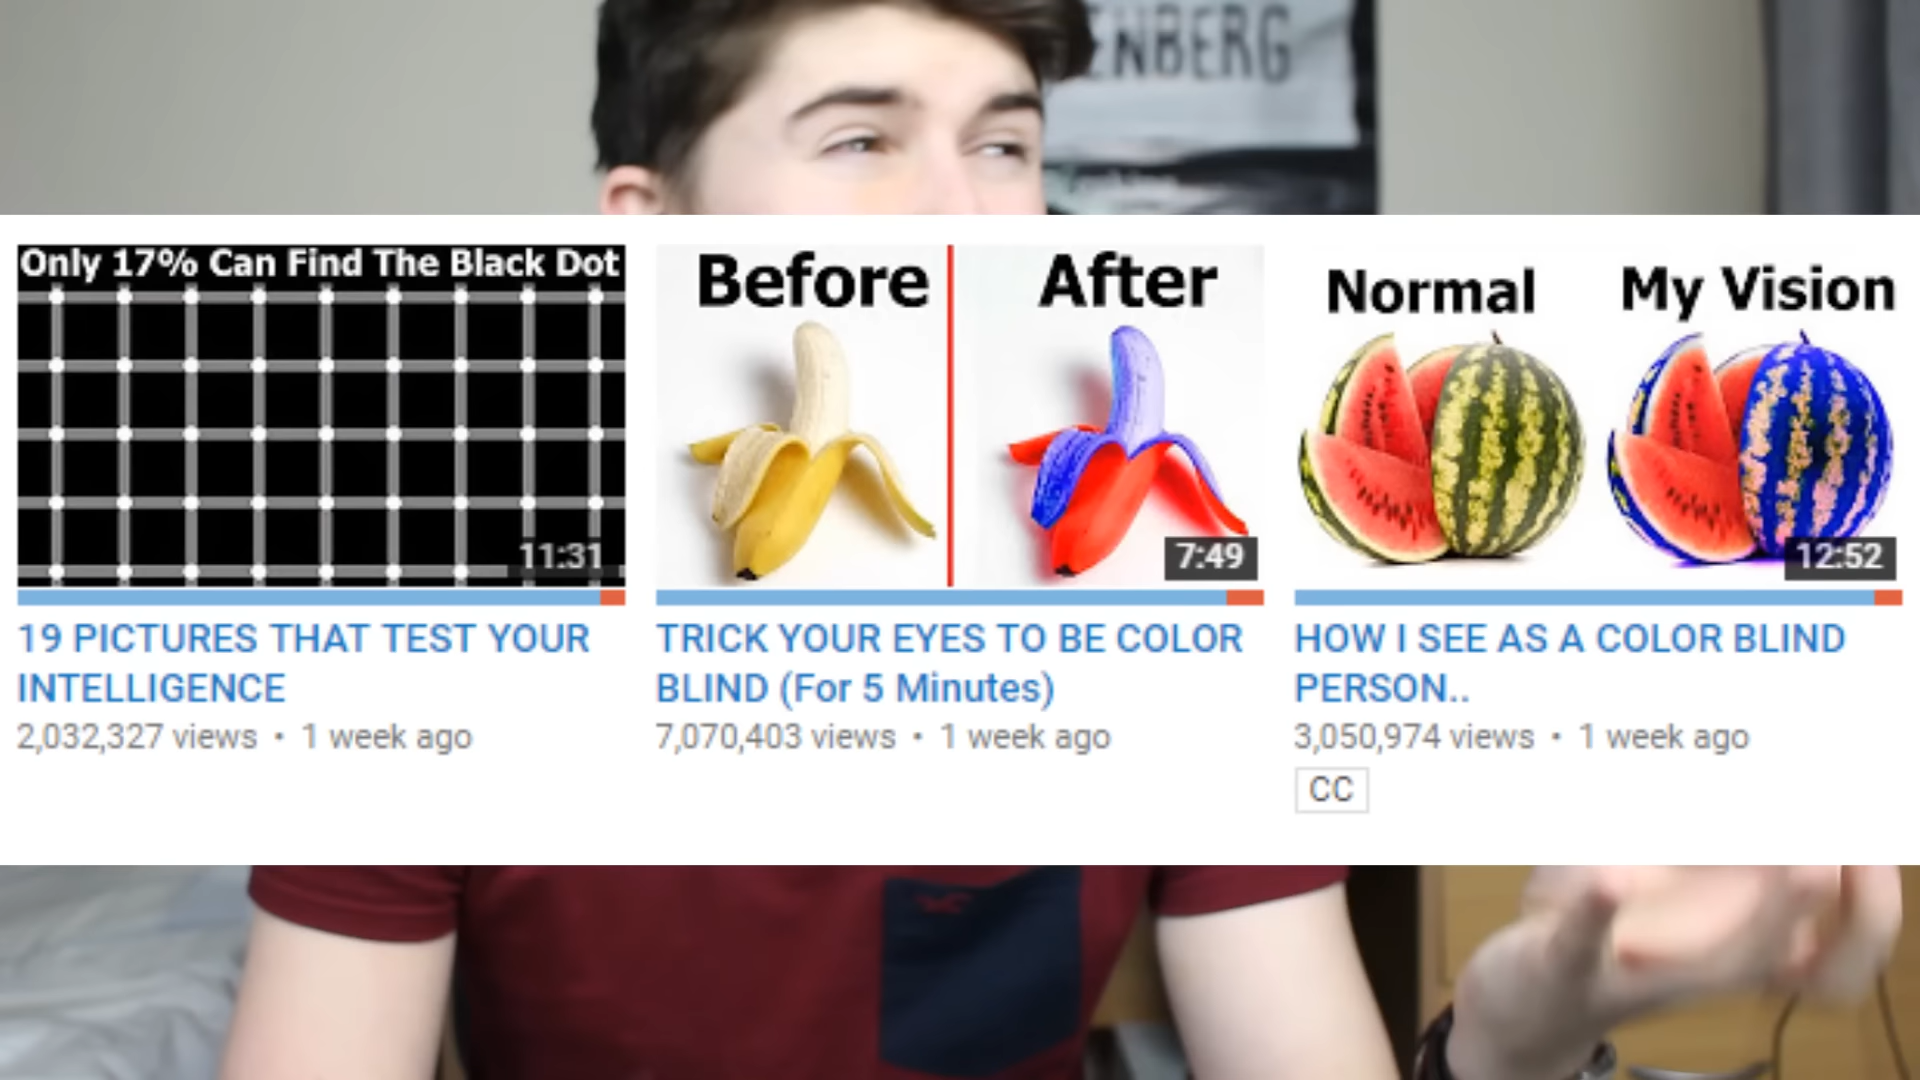 ENBERG
Only 17% Can Find The Black Dot
11:31
19 PICTURES THAT TEST YOUR
INTELLIGENCE
2,032,327 views • 1 week ago
Before After
7:49
TRICK YOUR EYES TO BE COLOR
BLIND (For 5 Minutes)
7,070,403 views • 1 week ago
Normal My Vision
12:52
HOW I SEE AS A COLOR BLIND
PERSON..
3,050,974 views • 1 week ago
CC